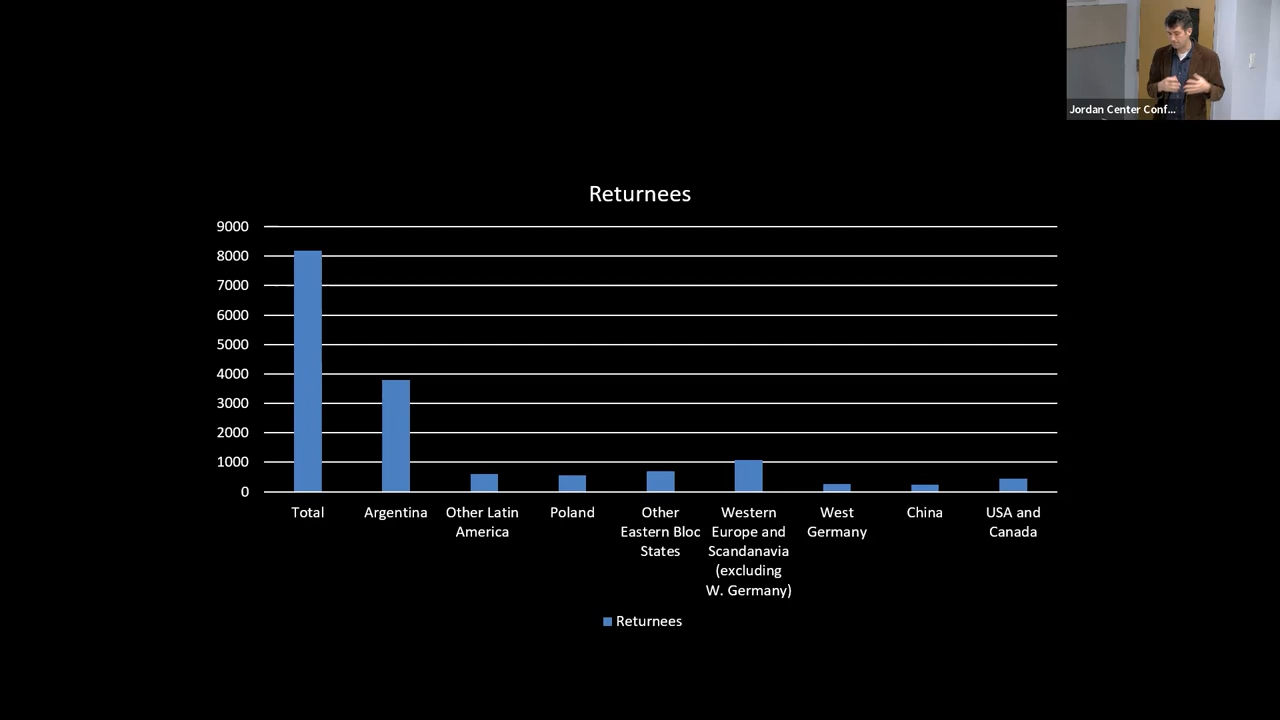 Jordan Center Conf...
Returnees
9000
8000
7000
6000
5000
4000
3000
2000
1000
0
Total
Argentina
Other Latin
America
Poland
Other
Eastern Bloc
States
Western
Europe and
Scandanavia
(excluding
W. Germany)
West
Germany
China
USA and
Canada
Returnees